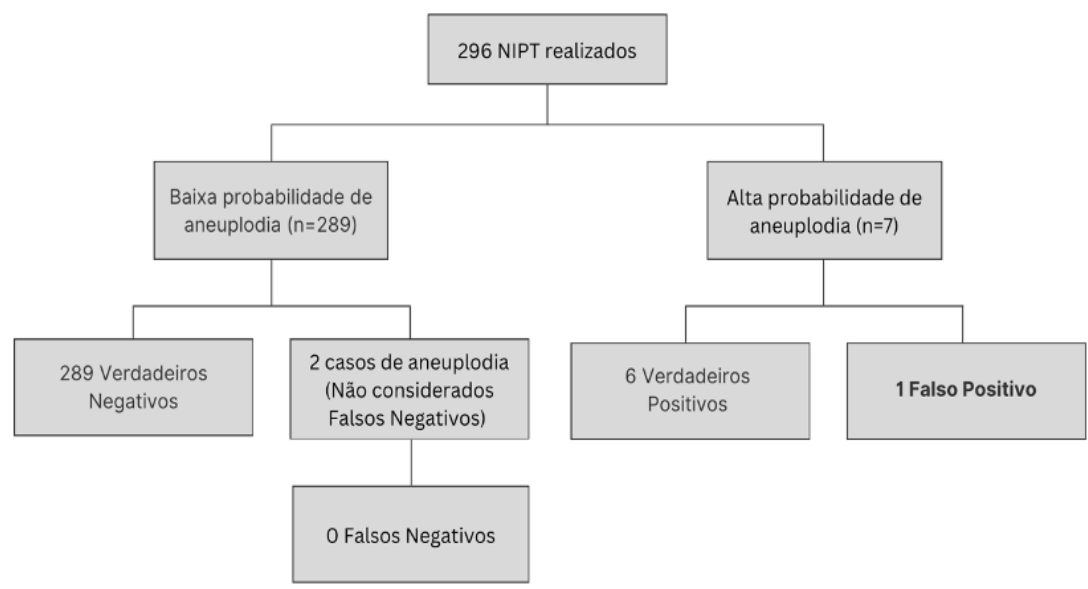 296 NIPT realizados
Baixa probabilidade de
aneuplodia (n=289)
Alta probabilidade de
aneuplodia (n=7)
289 Verdadeiros
Negativos
2 casos de aneuplodia
(Não considerados
Falsos Negativos)
6 Verdadeiros
Positivos
1 Falso Positivo
0 Falsos Negativos